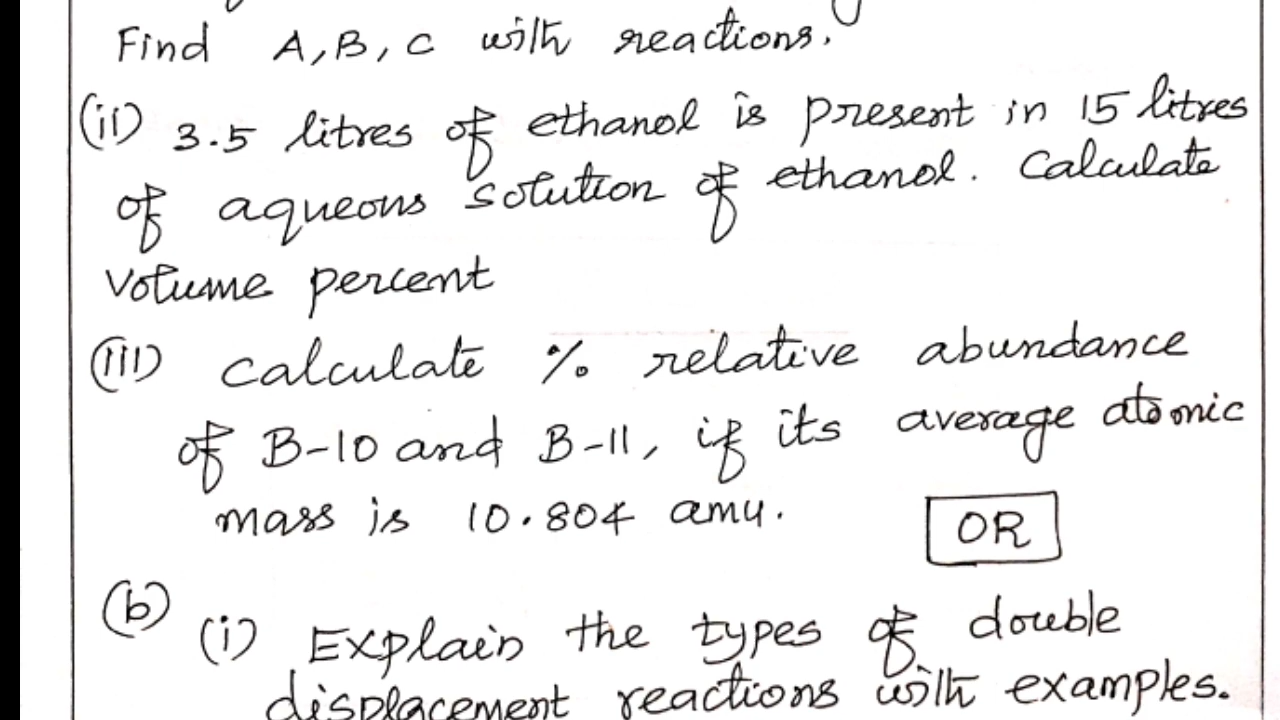 Find A, B, C with reactions.
(ii) 3.5 litres of ethanol is present in 15 litres
of aqueous solution of ethanol. Calculate
Volume percent
(iii) Calculate % relative abundance
of B-10 and B-11, if its average atomic
mass is 10.804 amu.
OR
(b) (i) Explain the types of double
displacement reactions with examples.